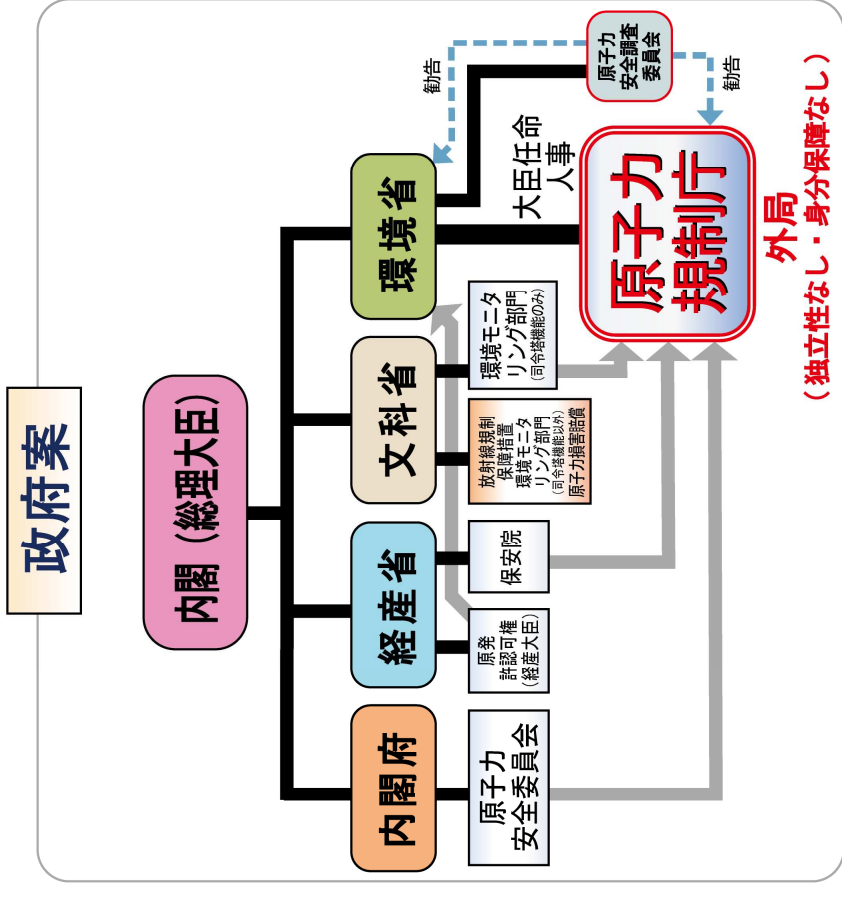 政府案
内閣（総理大臣）
内閣府
経産省
文科省
環境省
原子力
安全委員会
原発
許認可権
（経産大臣）
保安院
放射線規制
保障措置
環境モニタ
リング部門
（司令塔機能以外）
原子力損害賠償
環境モニタ
リング部門
（司令塔機能のみ）
大臣任命
人事
勧告
原子力
安全調査
委員会
勧告
原子力
規制庁
外局
（独立性なし・身分保障なし）